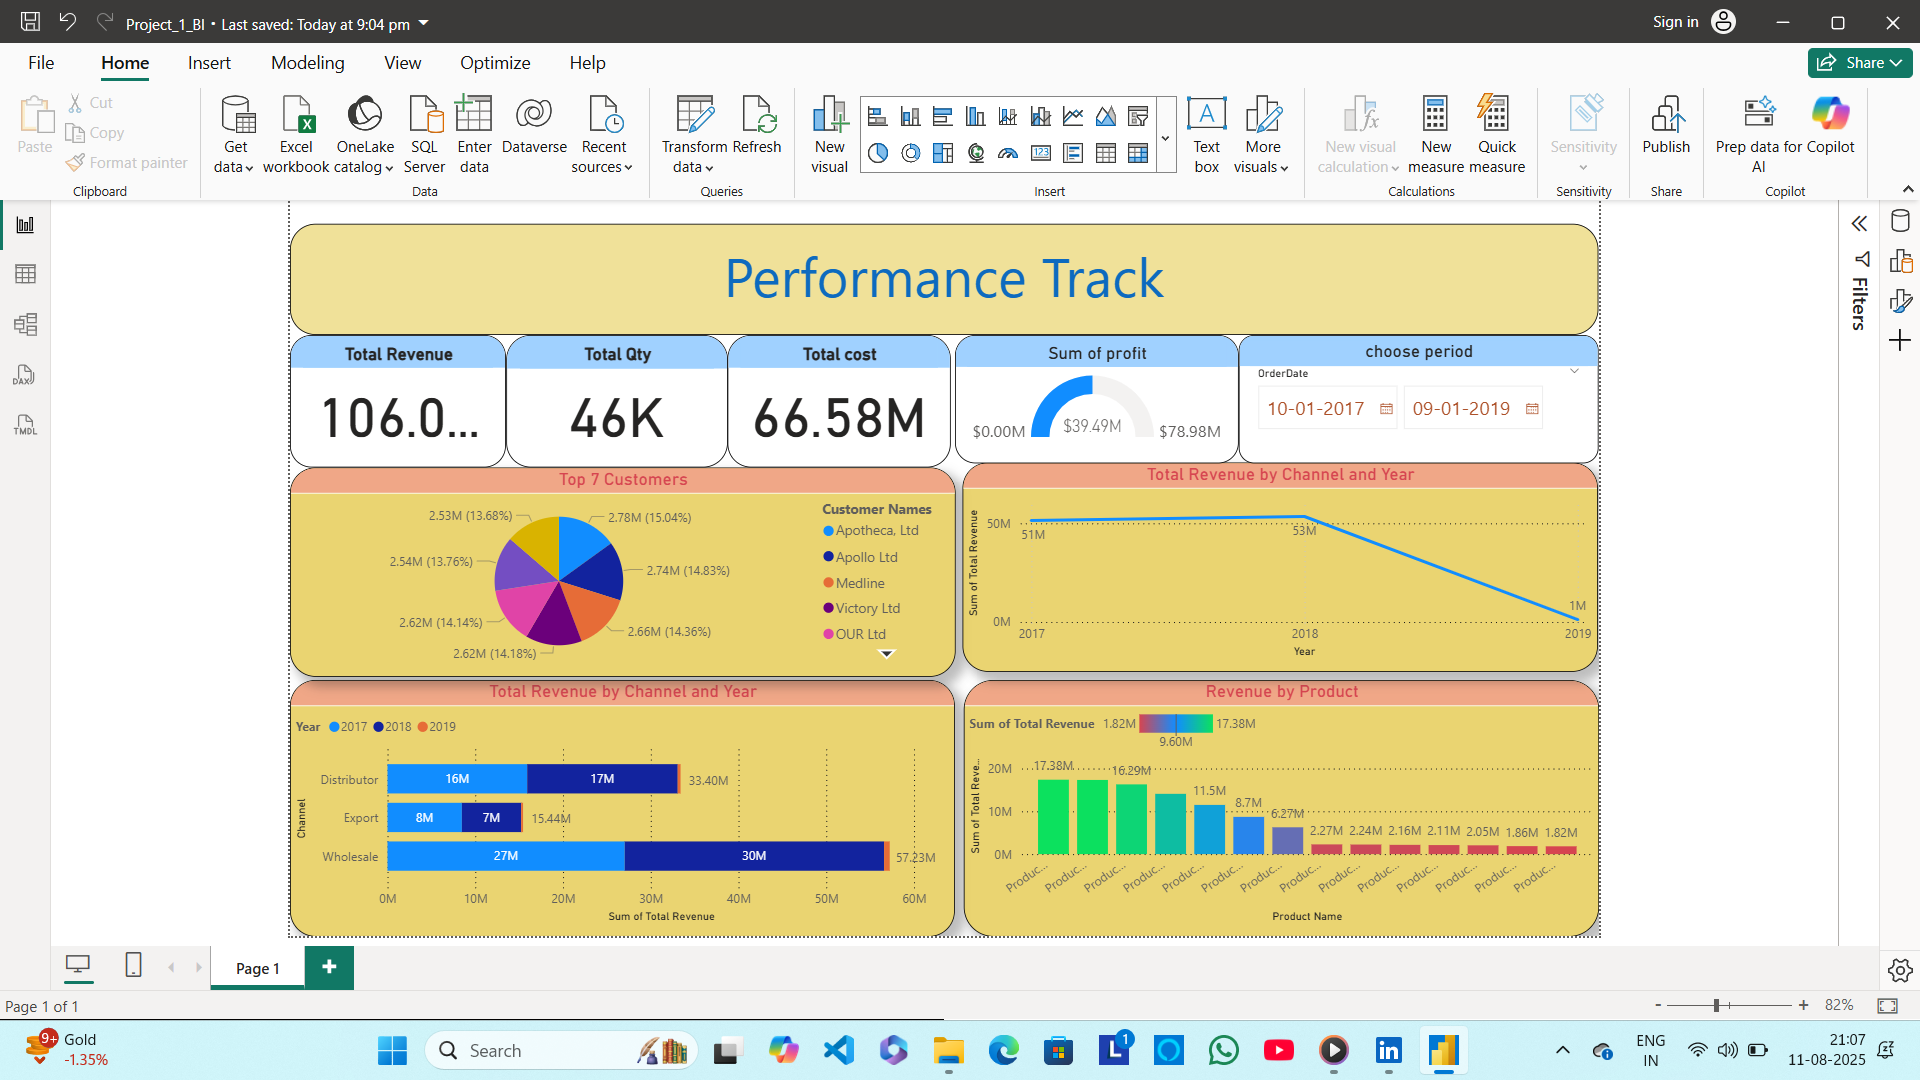 Project_1_BI • Last saved: Today at 9:04 pm
Sign in
File Home Insert Modeling View Optimize Help
Share
Paste
Cut
Copy
Format painter
Clipboard
Get data
Excel workbook
OneLake catalog
SQL Server
Enter data
Dataverse
Recent sources
Data
Transform data
Refresh
Queries
New visual
123
A
Text box
More visuals
Insert
fx
New visual calculation
New measure
Quick measure
Calculations
Sensitivity
Sensitivity
Publish
Share
Prep data for AI
Copilot
Copilot
DAX
TMDL
Filters
Performance Track
Total Revenue
106.0...
Total Qty
46K
Total cost
66.58M
Sum of profit
$0.00M
$39.49M
$78.98M
choose period
OrderDate
10-01-2017
09-01-2019
Top 7 Customers
2.53M (13.68%)
2.78M (15.04%)
2.54M (13.76%)
2.74M (14.83%)
2.62M (14.14%)
2.66M (14.36%)
2.62M (14.18%)
Customer Names
Apotheca, Ltd
Apollo Ltd
Medline
Victory Ltd
OUR Ltd
Total Revenue by Channel and Year
Sum of Total Revenue
50M
0M
51M
53M
1M
2017 2018 2019
Year
Total Revenue by Channel and Year
Year 2017 2018 2019
Channel
Distributor 16M 17M 33.40M
Export 8M 7M 15.44M
Wholesale 27M 30M 57.23M
0M 10M 20M 30M 40M 50M 60M
Sum of Total Revenue
Revenue by Product
Sum of Total Revenue 1.82M 17.38M
9.60M
Sum of Total Reve...
20M
10M
0M
17.38M 16.29M 11.5M 8.7M 6.27M 2.27M 2.24M 2.16M 2.11M 2.05M 1.86M 1.82M
Produc... Produc... Produc... Produc... Produc... Produc... Produc... Produc... Produc... Produc... Produc... Produc... Produc... Produc...
Product Name
Page 1
+
Page 1 of 1
- + 82%
9+
Gold
-1.35%
Search
L
1
in
ENG
IN
21:07
11-08-2025